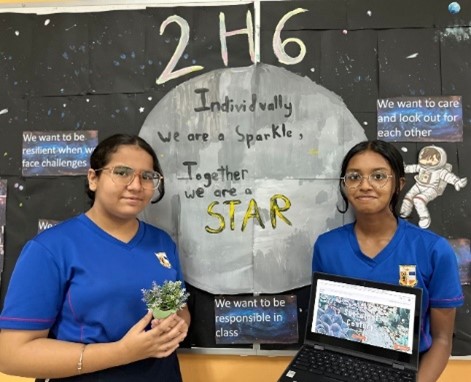 2H6
Individually
we are a Sparkle,
Together
we are a
STAR
We want to care
and look out for
each other
We want to be
resilient when w
face challenges
We w
We want to be
responsible in
class